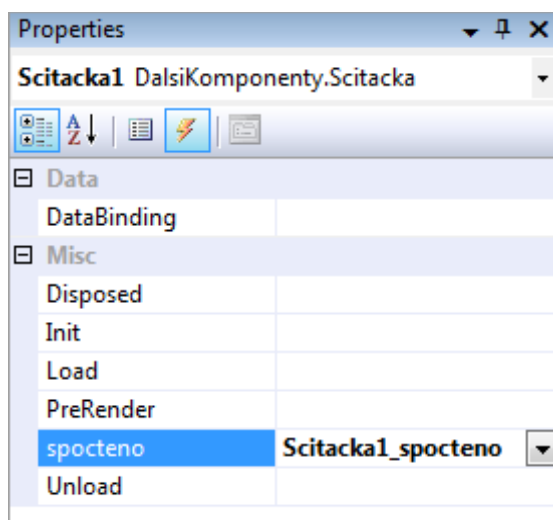 Properties
Scitacka1 DalsiKomponenty.Scitacka
A
Z
Data
DataBinding
Misc
Disposed
Init
Load
PreRender
spocteno Scitacka1_spocteno
Unload